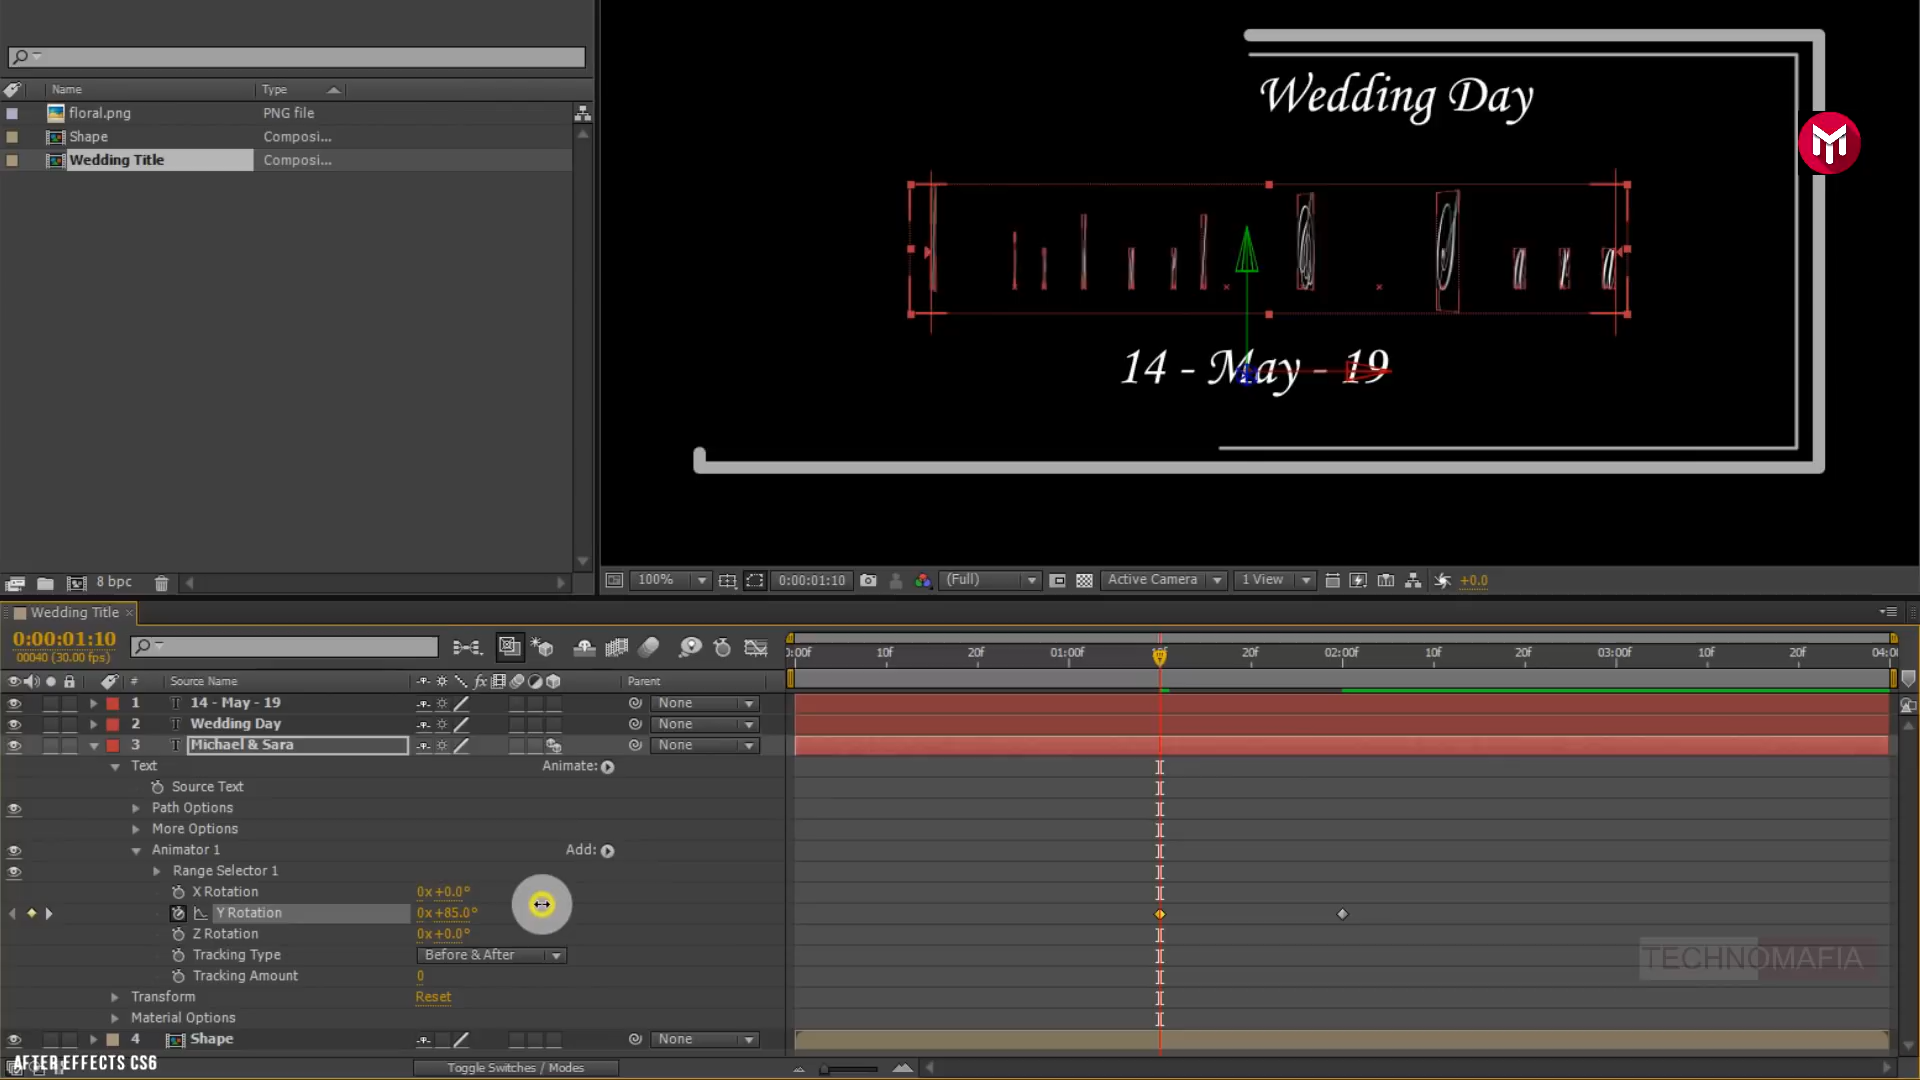 Name Type
floral.png PNG file
Shape Composi...
Wedding Title Composi...
Wedding Day
14 - May - 19
8 bpc
100% 0:00:01:10 (Full) Active Camera 1 View +0.0
Wedding Title
0:00:01:10
00040 (30.00 fps)
:00f 10f 20f 01:00f 20f 02:00f 10f 20f 03:00f 10f 20f 04:00
# Source Name fx Parent
1 T 14 - May - 19 None
2 T Wedding Day None
3 T Michael & Sara None
Text Animate:
Source Text
Path Options
More Options
Animator 1 Add:
Range Selector 1
X Rotation 0x +0.0°
Y Rotation 0x +85.0°
Z Rotation 0x +0.0°
Tracking Type Before & After
Tracking Amount 0
Transform Reset
Material Options
4 Shape None
TECHNOMAFIA
AFTER EFFECTS CS6
Toggle Switches / Modes